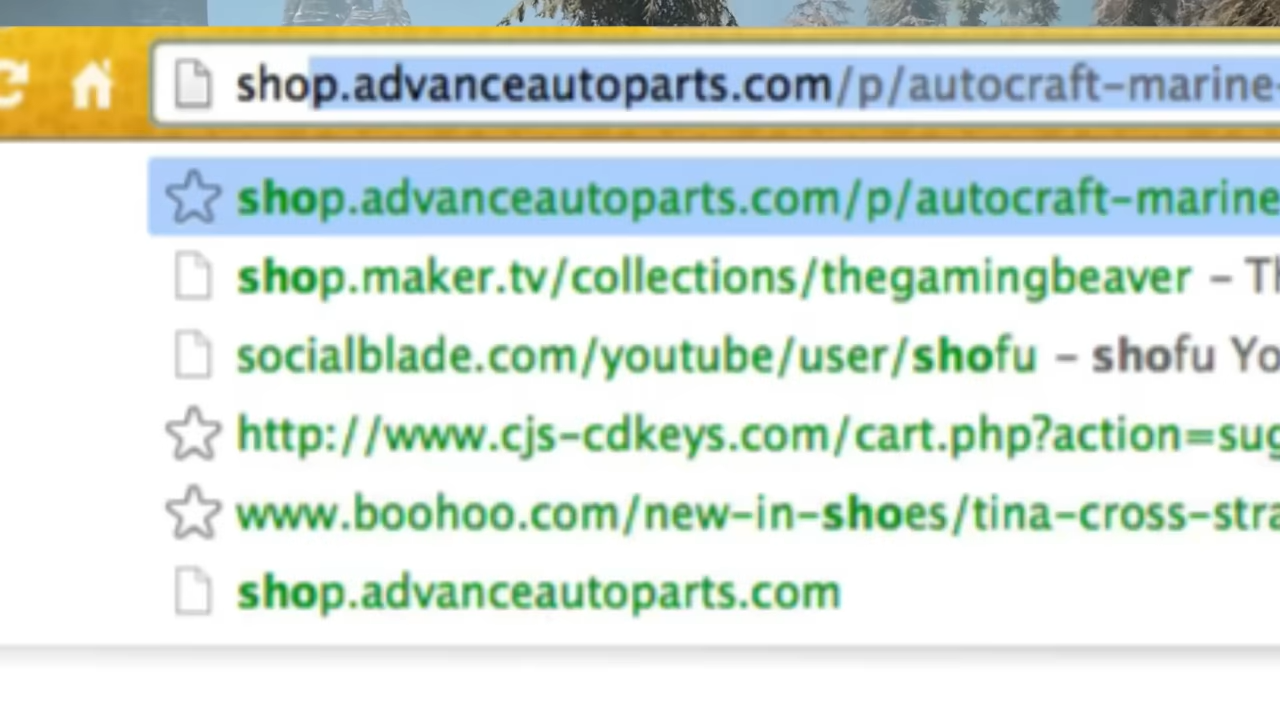 shop.advanceautoparts.com/p/autocraft-marine-
shop.advanceautoparts.com/p/autocraft-marine
shop.maker.tv/collections/thegamingbeaver – Th
socialblade.com/youtube/user/shofu – shofu Yo
http://www.cjs-cdkeys.com/cart.php?action=sug
www.boohoo.com/new-in-shoes/tina-cross-stra
shop.advanceautoparts.com